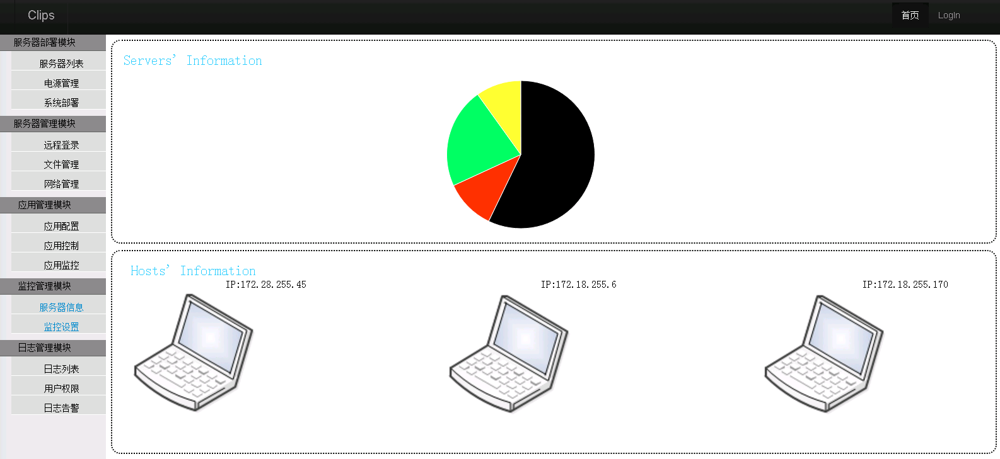 Clips
首页
LogIn
服务器部署模块
服务器列表
电源管理
系统部署
服务器管理模块
远程登录
文件管理
网络管理
应用管理模块
应用配置
应用控制
应用监控
监控管理模块
服务器信息
监控设置
日志管理模块
日志列表
用户权限
日志告警
Servers’ Information
Hosts’ Information
IP:172.28.255.45
IP:172.18.255.6
IP:172.18.255.170